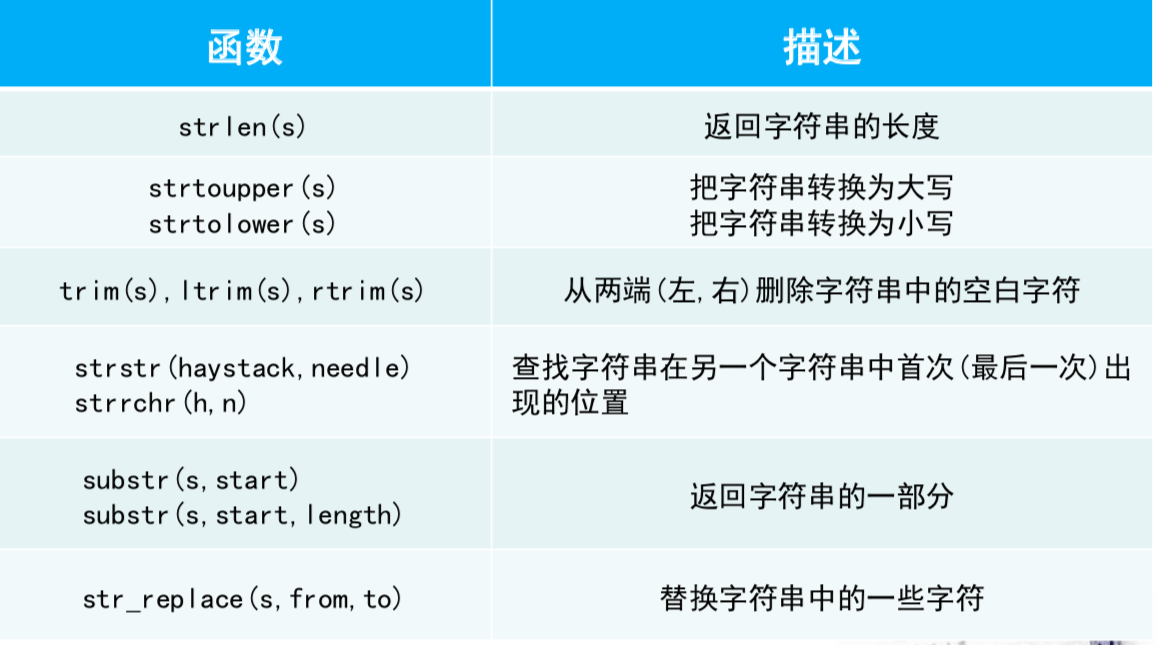 函数 描述
strlen(s) 返回字符串的长度
strtoupper(s) 把字符串转换为大写
strtolower(s) 把字符串转换为小写
trim(s),ltrim(s),rtrim(s) 从两端(左,右)删除字符串中的空白字符
strstr(haystack,needle) 查找字符串在另一个字符串中首次(最后一次)出
strrchr(h,n) 现的位置
substr(s,start)
substr(s,start,length)
返回字符串的一部分
str_replace(s,from,to) 替换字符串中的一些字符